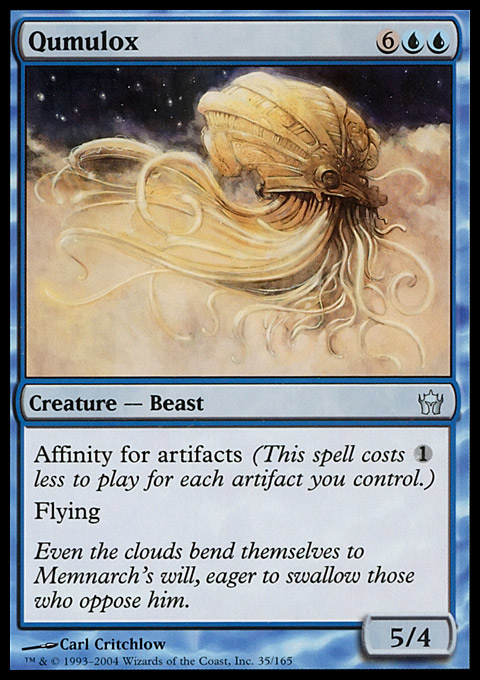 Qumulox 6
Creature — Beast
Affinity for artifacts (This spell costs 1
less to play for each artifact you control.)
Flying
Even the clouds bend themselves to
Memnarch's will, eager to swallow those
who oppose him.
5/4
Carl Critchlow
™ & © 1993–2004 Wizards of the Coast, Inc. 35/165